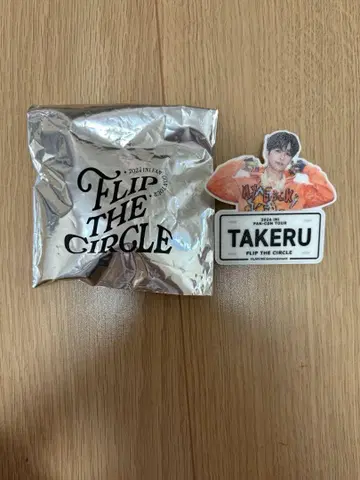 2024 INI FAN-CON TOUR
FLIP
THE
CIRCLE
2024 INI
FAN-CON TOUR
TAKERU
FLIP THE CIRCLE